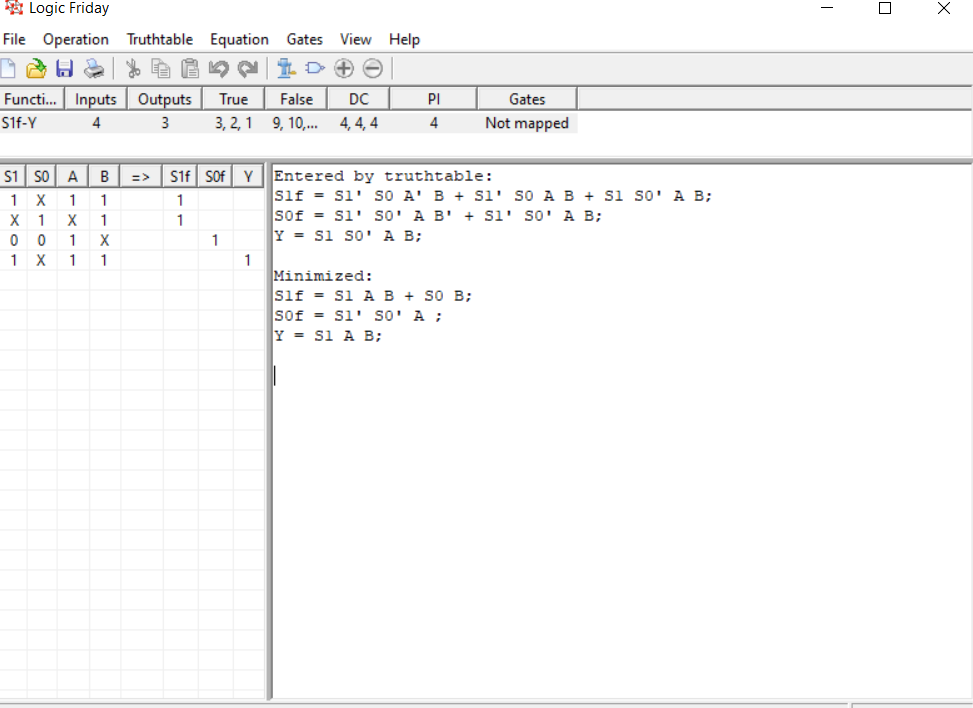 Logic Friday
File Operation Truthtable Equation Gates View Help
Functi... Inputs Outputs True False DC PI Gates
S1f-Y 4 3 3, 2, 1 9, 10,... 4, 4, 4 4 Not mapped
S1 S0 A B => S1f S0f Y
1 X 1 1 1
X 1 X 1 1
0 0 1 X 1
1 X 1 1 1
Entered by truthtable:
S1f = S1' S0 A' B + S1' S0 A B + S1 S0' A B;
S0f = S1' S0' A B' + S1' S0' A B;
Y = S1 S0' A B;
Minimized:
S1f = S1 A B + S0 B;
S0f = S1' S0' A ;
Y = S1 A B;